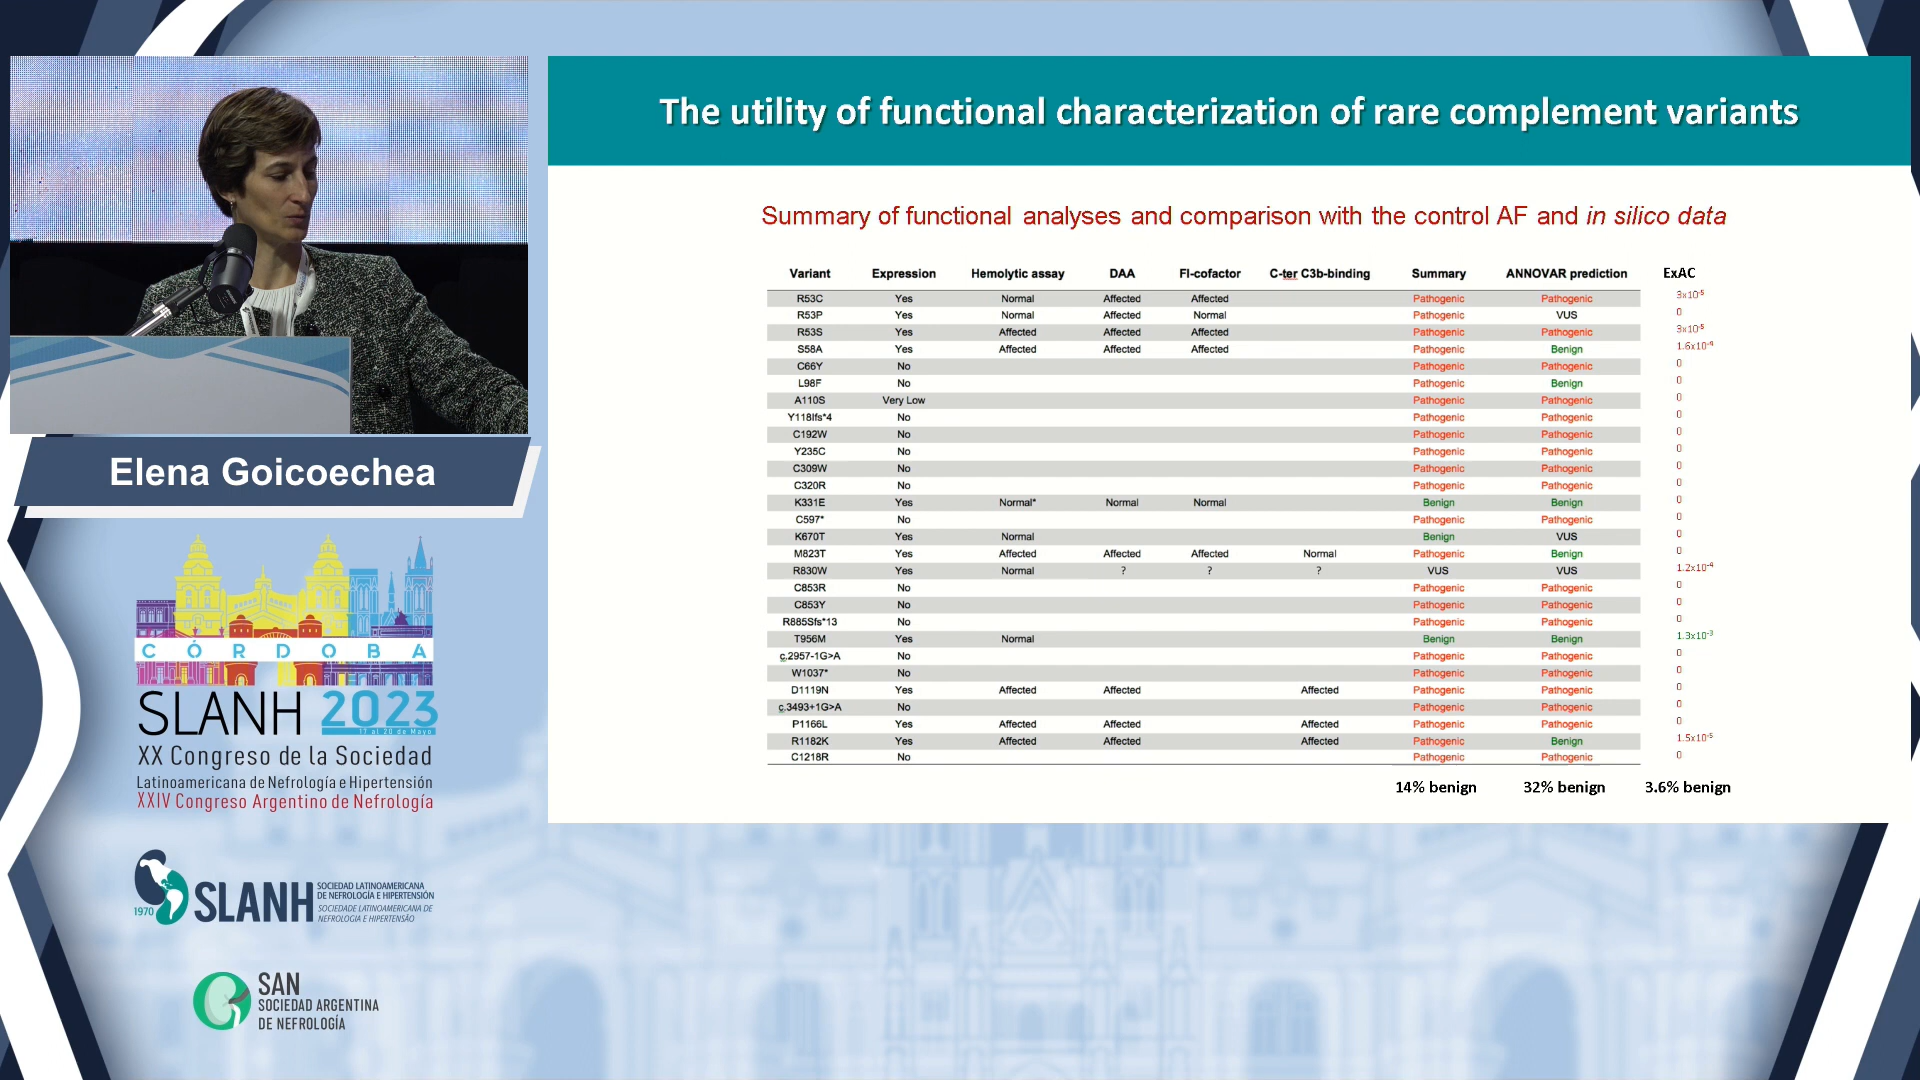 The utility of functional characterization of rare complement variants
Summary of functional analyses and comparison with the control AF and in silico data
Variant Expression Hemolytic assay DAA FI-cofactor C-ter C3b-binding Summary ANNOVAR prediction ExAC
R53C Yes Normal Affected Affected Pathogenic Pathogenic 3x10-5
R53P Yes Normal Affected Normal Pathogenic VUS 0
R53S Yes Affected Affected Affected Pathogenic Pathogenic 3x10-5
S58A Yes Affected Affected Affected Pathogenic Benign 1.6x10-4
C66Y No Pathogenic Pathogenic 0
L98F No Pathogenic Benign 0
A110S Very Low Pathogenic Pathogenic 0
Y118Ifs*4 No Pathogenic Pathogenic 0
C192W No Pathogenic Pathogenic 0
Y235C No Pathogenic Pathogenic 0
C309W No Pathogenic Pathogenic 0
C320R No Pathogenic Pathogenic 0
K331E Yes Normal* Normal Normal Benign Benign 0
C597* No Pathogenic Pathogenic 0
K670T Yes Normal Benign VUS 0
M823T Yes Affected Affected Affected Normal Pathogenic Benign 0
R830W Yes Normal ? ? ? VUS VUS 1.2x10-4
C853R No Pathogenic Pathogenic 0
C853Y No Pathogenic Pathogenic 0
R885Sfs*13 No Pathogenic Pathogenic 0
T956M Yes Normal Benign Benign 1.3x10-3
c.2957-1G>A No Pathogenic Pathogenic 0
W1037* No Pathogenic Pathogenic 0
D1119N Yes Affected Affected Affected Pathogenic Pathogenic 0
c.3493+1G>A No Pathogenic Pathogenic 0
P1166L Yes Affected Affected Affected Pathogenic Pathogenic 0
R1182K Yes Affected Affected Affected Pathogenic Benign 1.5x10-5
C1218R No Pathogenic Pathogenic 0
14% benign 32% benign 3.6% benign
Elena Goicoechea
CÓRDOBA
SLANH 2023
17 al 20 de Mayo
XX Congreso de la Sociedad
Latinoamericana de Nefrología e Hipertensión
XXIV Congreso Argentino de Nefrología
1970 SLANH
SOCIEDAD LATINOAMERICANA
DE NEFROLOGÍA E HIPERTENSIÓN
SOCIEDADE LATINOAMERICANA DE
NEFROLOGIA E HIPERTENSÃO
SAN
SOCIEDAD ARGENTINA
DE NEFROLOGÍA